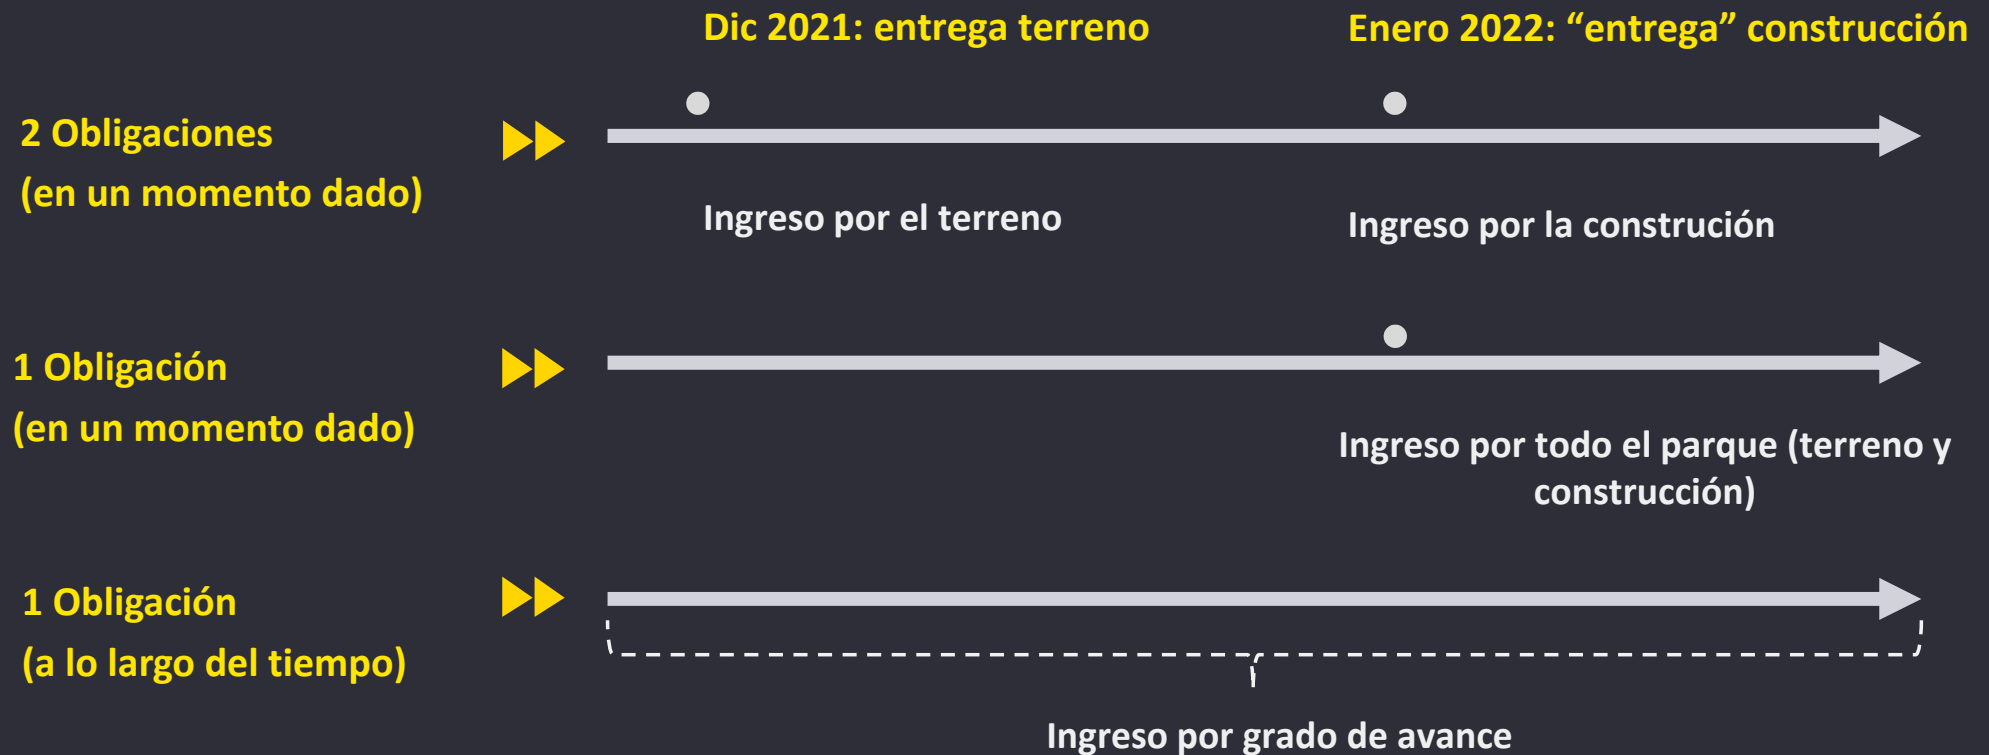 Dic 2021: entrega terreno
Enero 2022: “entrega” construcción
2 Obligaciones
(en un momento dado)
Ingreso por el terreno
Ingreso por la construción
1 Obligación
(en un momento dado)
Ingreso por todo el parque (terreno y
construcción)
1 Obligación
(a lo largo del tiempo)
Ingreso por grado de avance